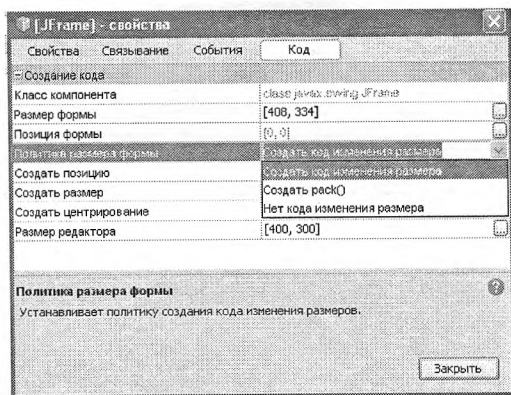 [JFrame] - свойства
Свойства Связывание События Код
Создание кода
Класс компонента class javax.swing.JFrame
Размер формы [408, 334] ...
Позиция формы [0, 0] ...
Политика размера формы Создать код изменения размера
Создать позицию Создать код изменения размера
Создать размер Создать pack()
Создать центрирование Нет кода изменения размера
Размер редактора [400, 300] ...
Политика размера формы ?
Устанавливает политику создания кода изменения размеров.
Закрыть